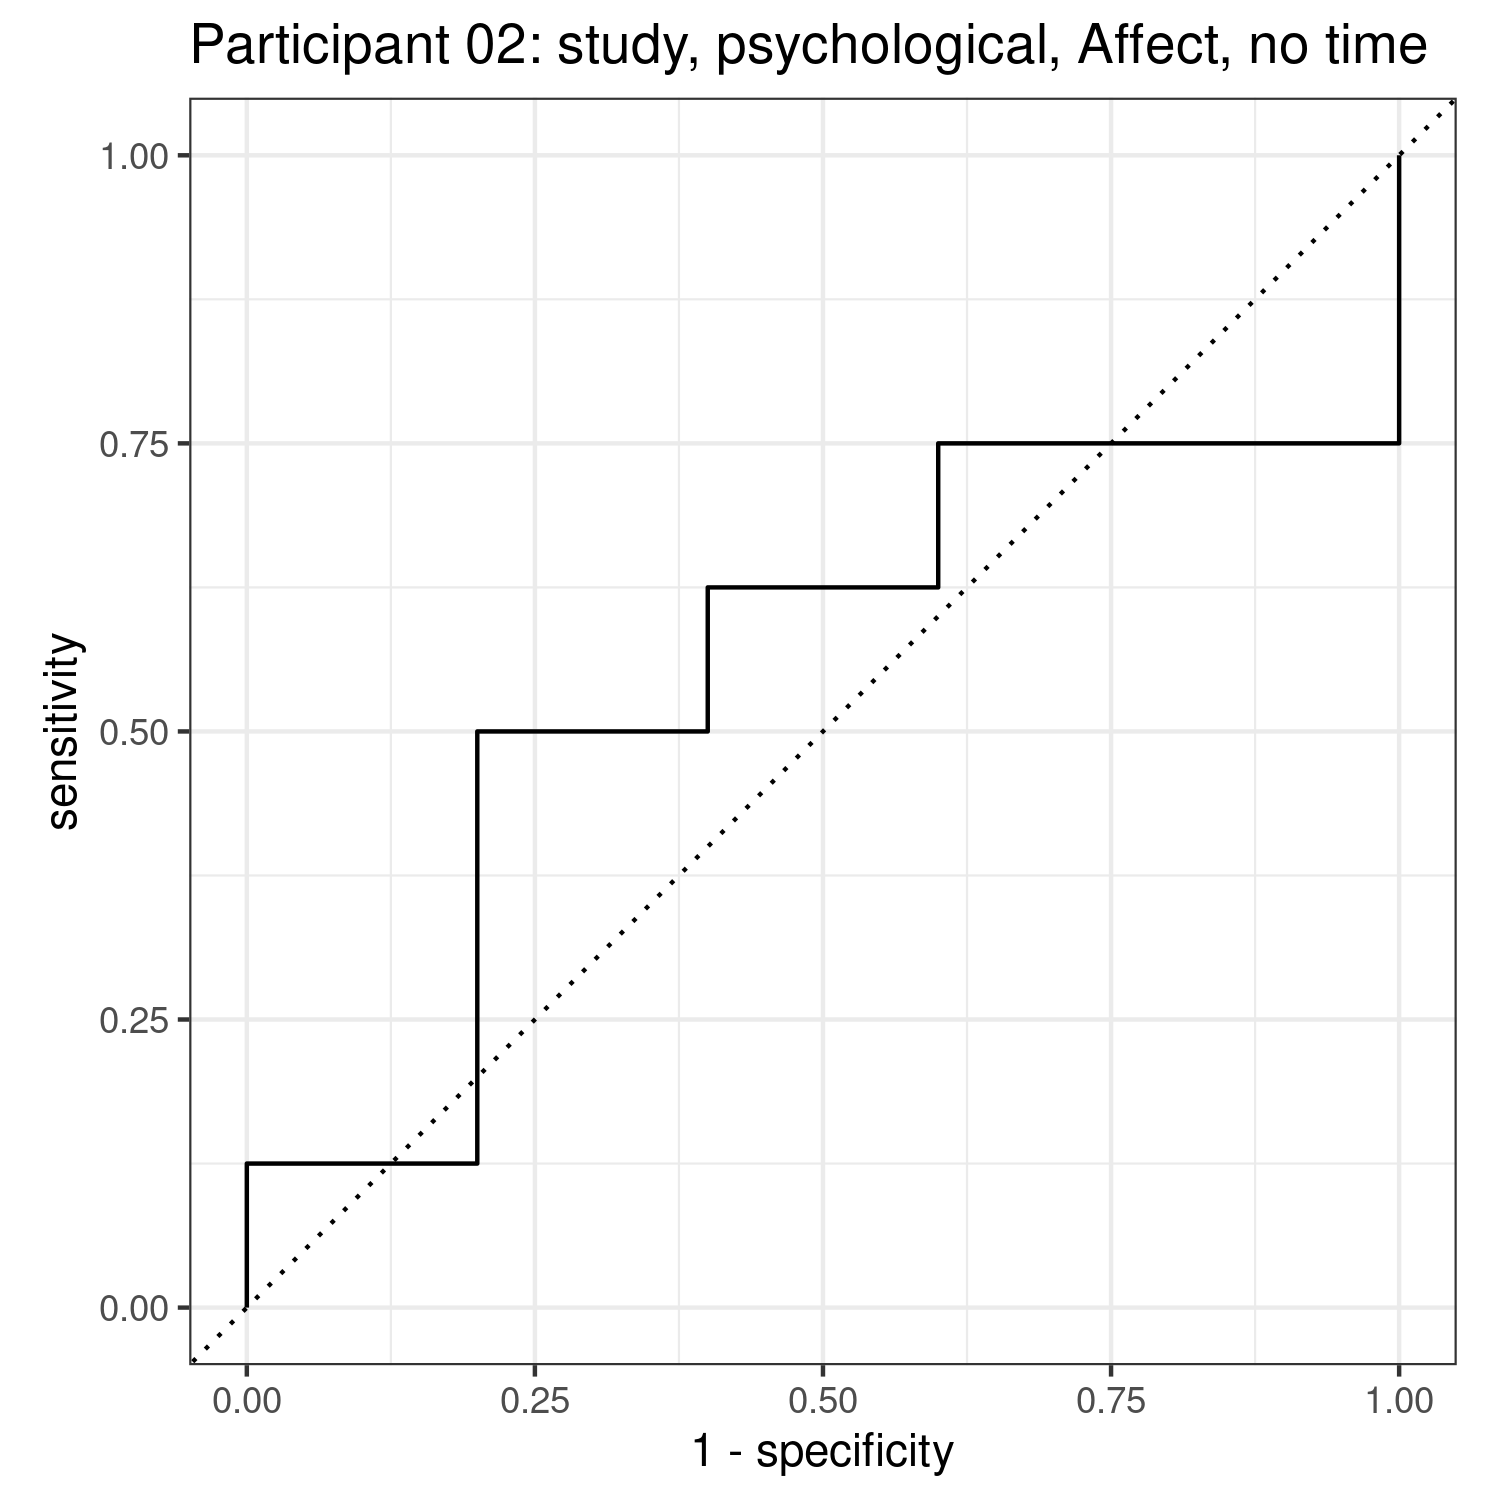 Participant 02: study, psychological, Affect, no time
1.00
0.75
0.50
0.25
0.00
sensitivity
0.00 0.25 0.50 0.75 1.00
1 - specificity